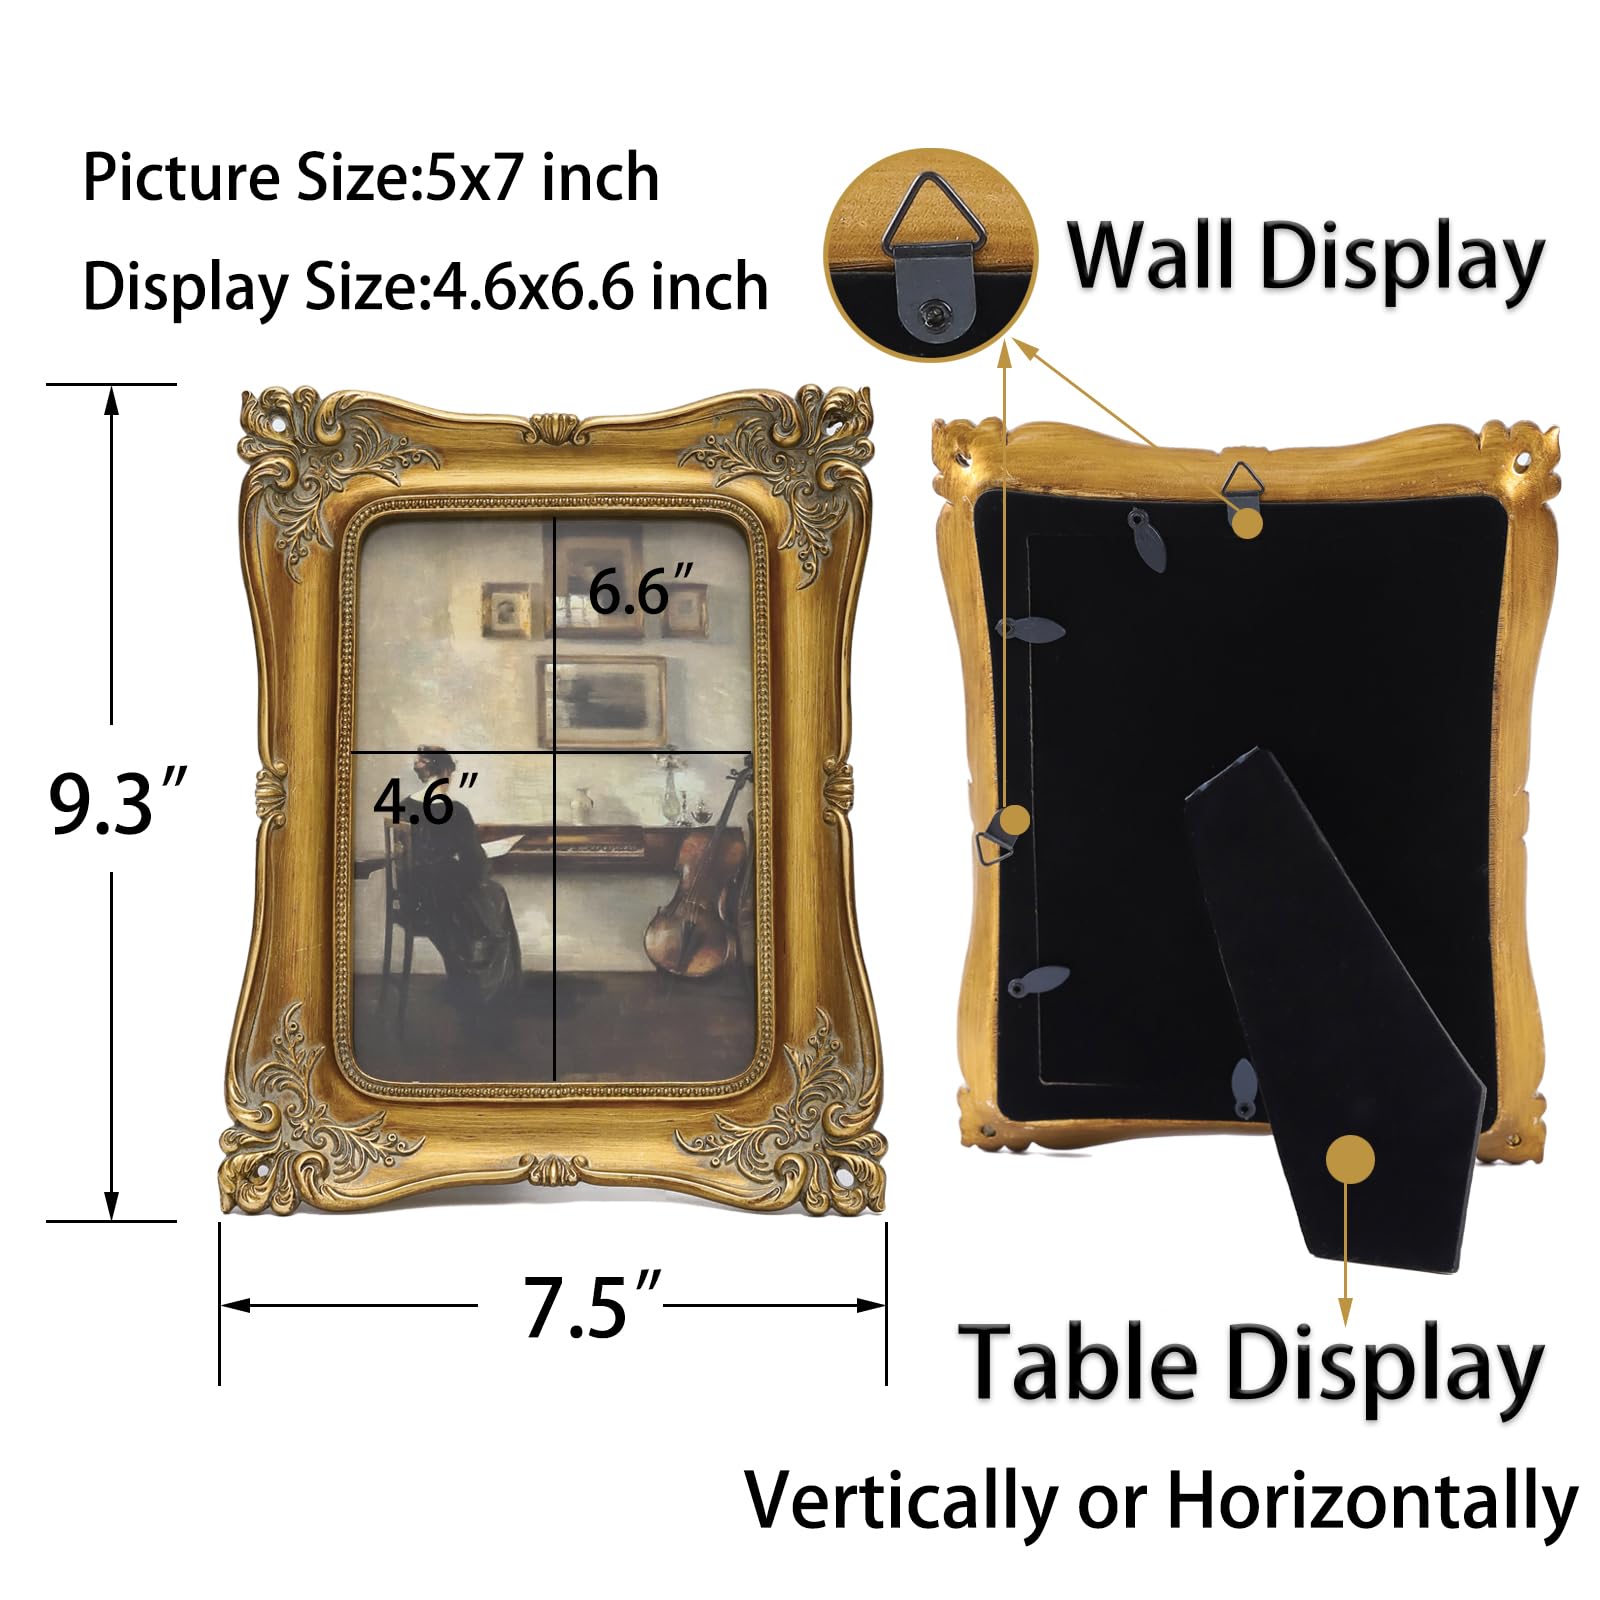 Picture Size:5x7 inch
Display Size:4.6x6.6 inch
Wall Display
6.6"
4.6"
9.3"
7.5"
Table Display
Vertically or Horizontally